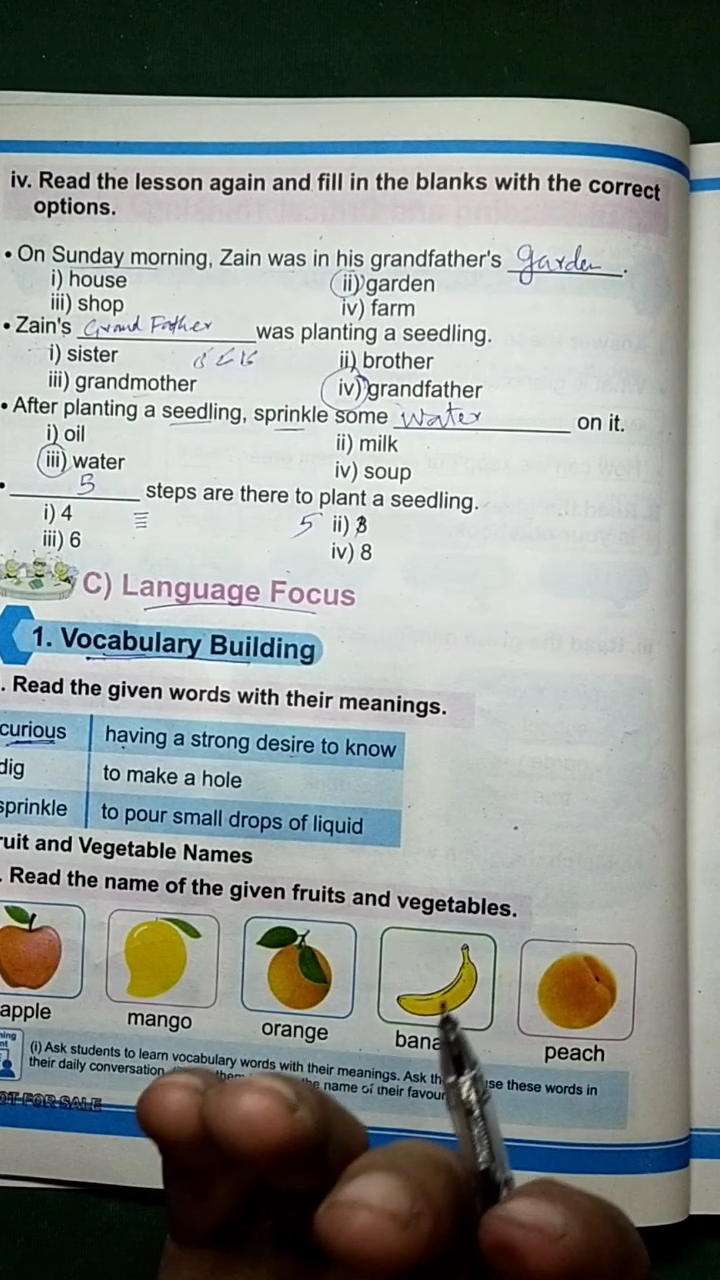 iv. Read the lesson again and fill in the blanks with the correct
options.
• On Sunday morning, Zain was in his grandfather's garden.
i) house ii) garden
iii) shop iv) farm
• Zain's Grand Father was planting a seedling.
i) sister ii) brother
iii) grandmother iv) grandfather
• After planting a seedling, sprinkle some water on it.
i) oil ii) milk
iii) water iv) soup
• 5 steps are there to plant a seedling.
i) 4 5 ii) 3
iii) 6 iv) 8
C) Language Focus
1. Vocabulary Building
. Read the given words with their meanings.
curious having a strong desire to know
dig to make a hole
sprinkle to pour small drops of liquid
ruit and Vegetable Names
. Read the name of the given fruits and vegetables.
apple mango orange bana peach
(i) Ask students to learn vocabulary words with their meanings. Ask th se these words in
their daily conversation. name of their favour
OT FOR SALE